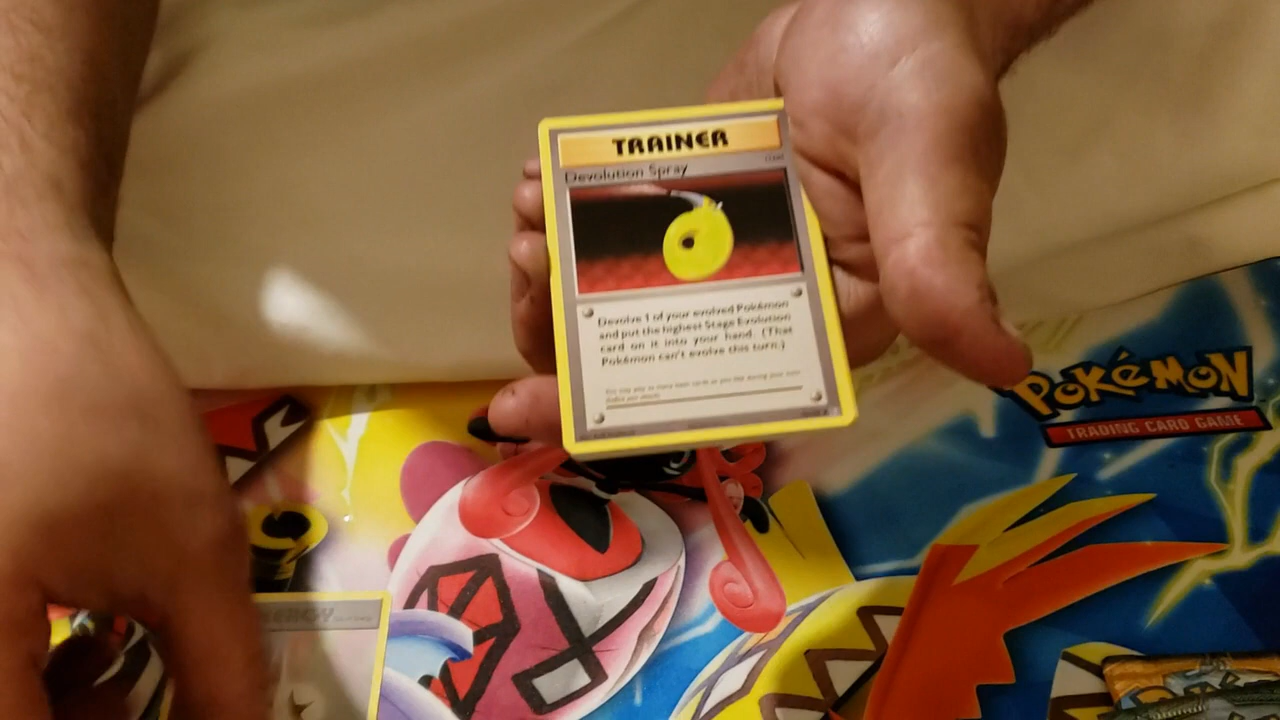 TRAINER
Devolution Spray
Devolve 1 of your evolved Pokémon
and put the highest Stage Evolution
card on it into your hand. (That
Pokémon can't evolve this turn.)
POKéMON
TRADING CARD GAME
ENERGY